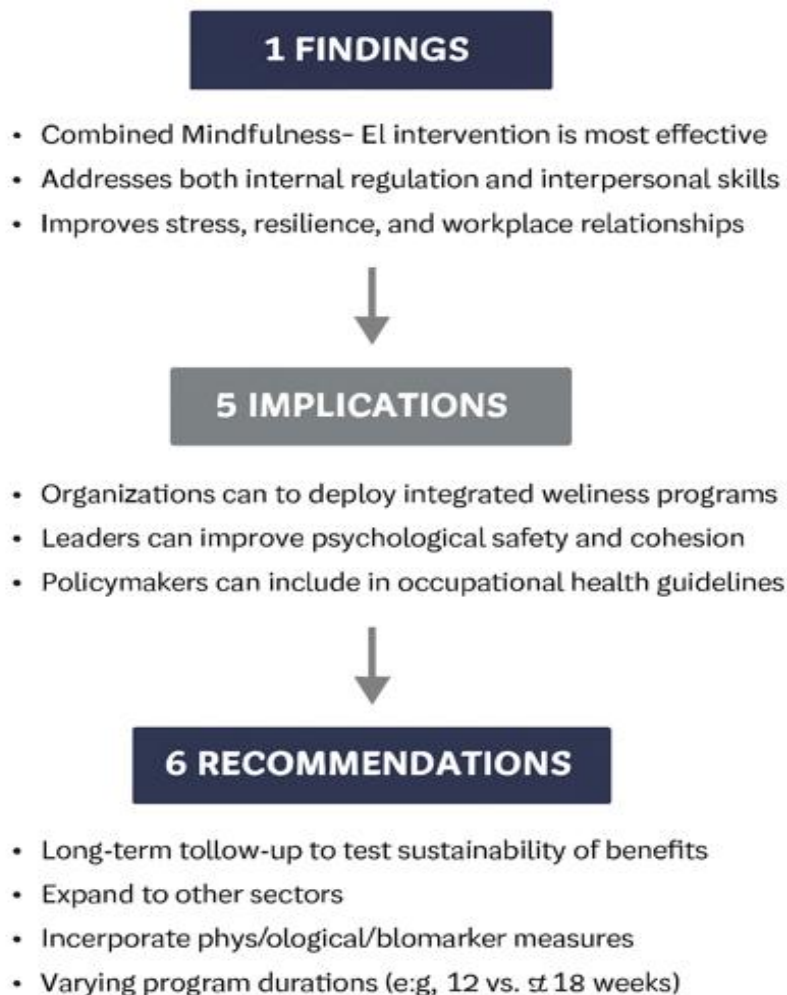 1 FINDINGS
• Combined Mindfulness– El intervention is most effective
• Addresses both internal regulation and interpersonal skills
• Improves stress, resilience, and workplace relationships
5 IMPLICATIONS
• Organizations can to deploy integrated weliness programs
• Leaders can improve psychological safety and cohesion
• Policymakers can include in occupational health guidelines
6 RECOMMENDATIONS
• Long-term tollow-up to test sustainability of benefits
• Expand to other sectors
• Incerporate phys/ological/blomarker measures
• Varying program durations (e:g, 12 vs. st 18 weeks)